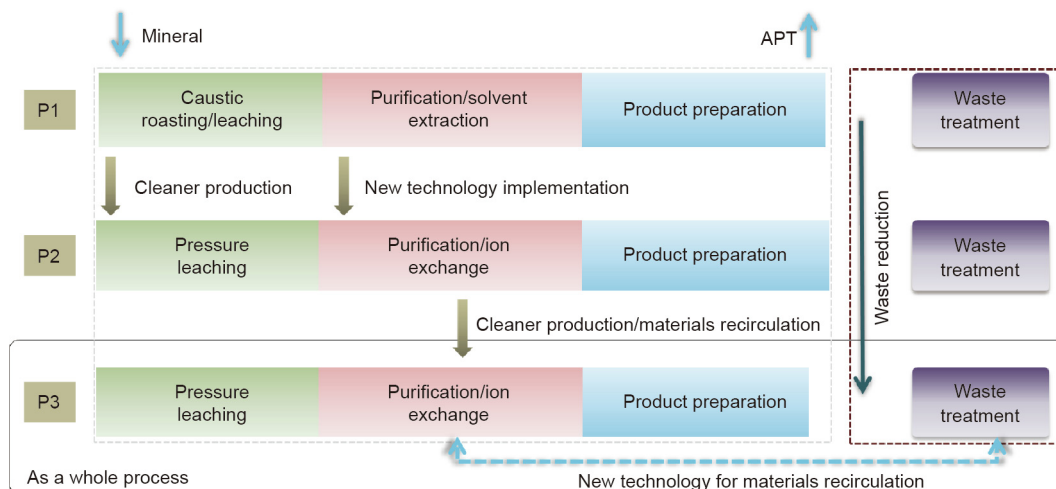 Mineral
APT
P1
Caustic
roasting/leaching
Purification/solvent
extraction
Product preparation
Waste
treatment
Cleaner production
New technology implementation
P2
Pressure
leaching
Purification/ion
exchange
Product preparation
Waste
treatment
Waste reduction
Cleaner production/materials recirculation
P3
Pressure
leaching
Purification/ion
exchange
Product preparation
Waste
treatment
As a whole process
New technology for materials recirculation